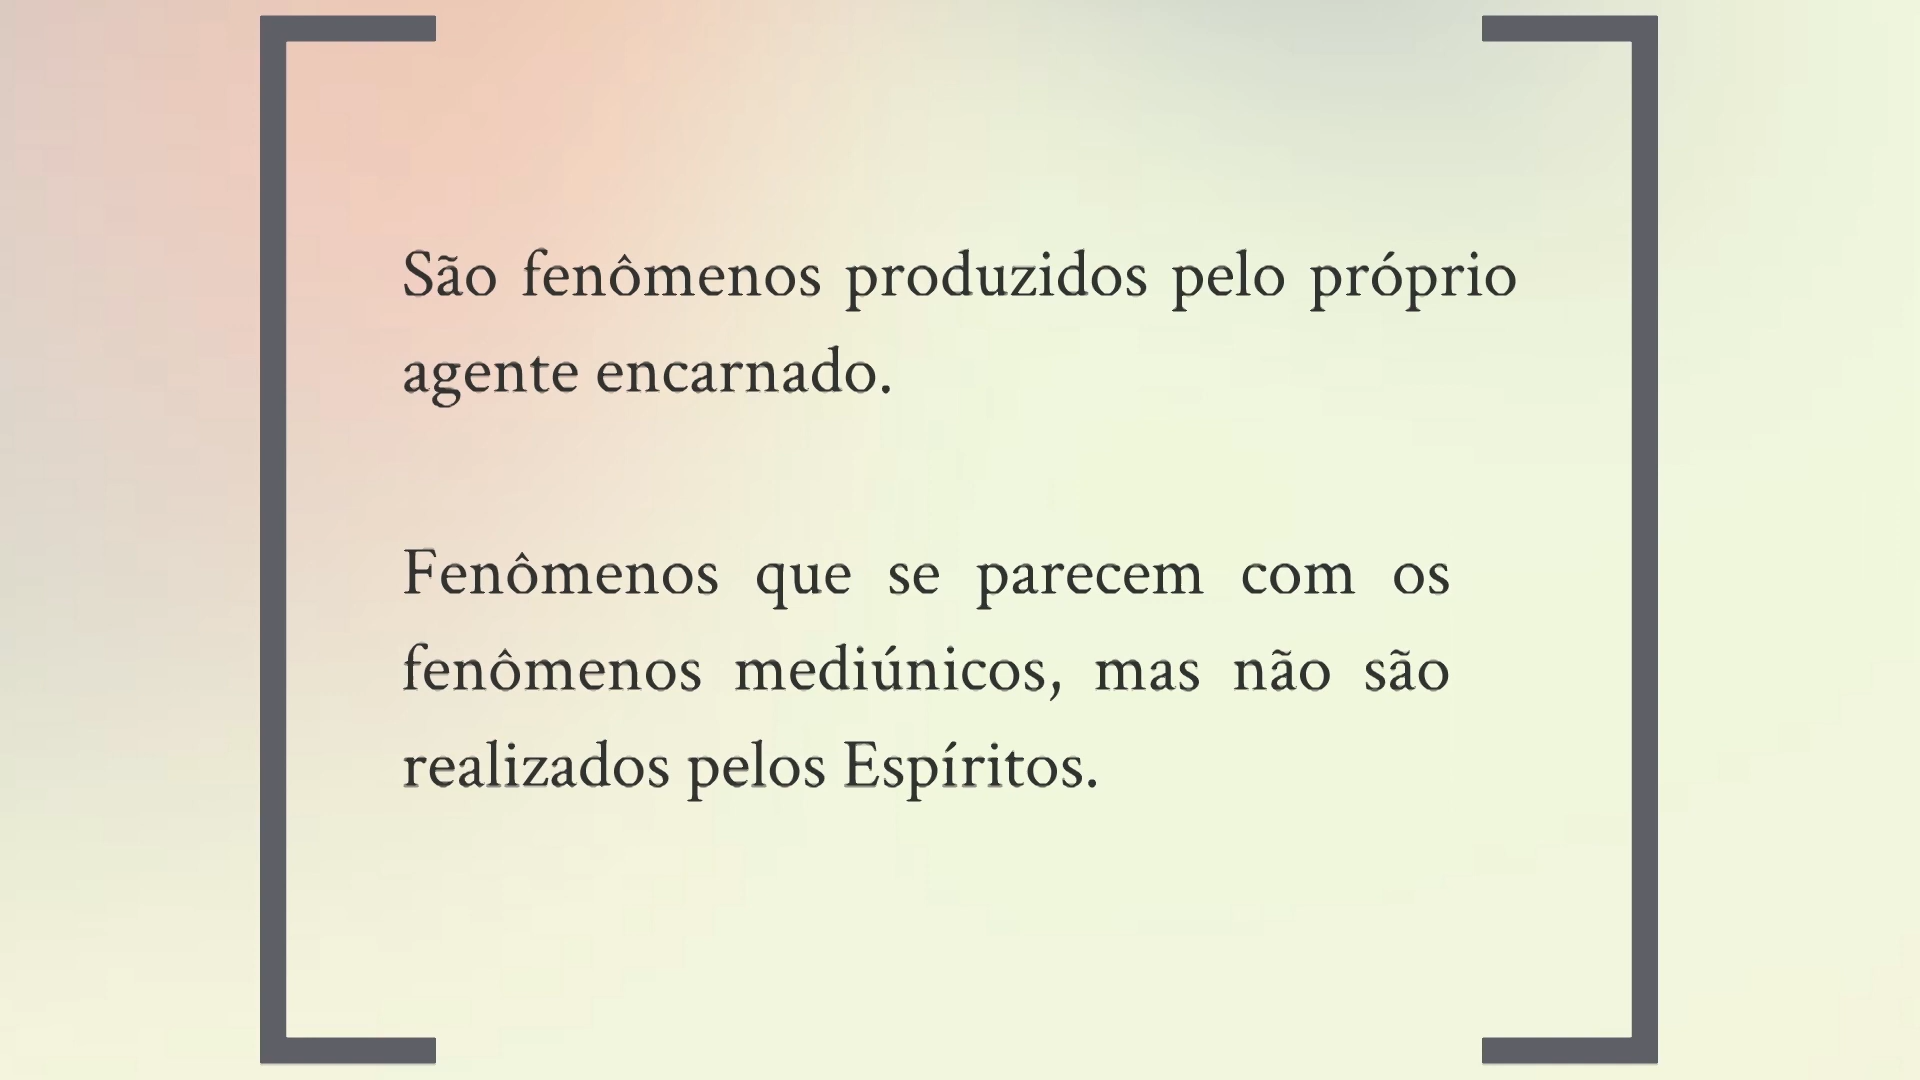 São fenômenos produzidos pelo próprio
agente encarnado.
Fenômenos que se parecem com os
fenômenos mediúnicos, mas não são
realizados pelos Espíritos.